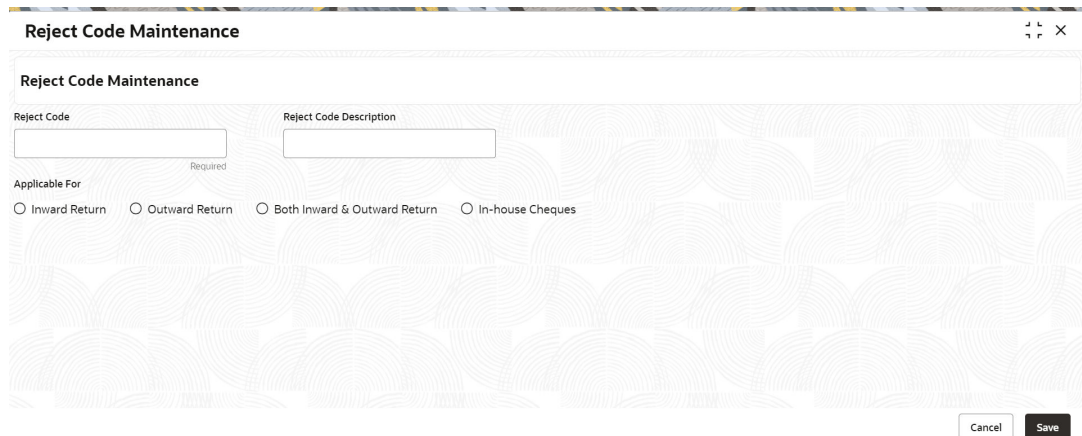 Reject Code Maintenance
Reject Code Maintenance
Reject Code Reject Code Description
Required
Applicable For
Inward Return Outward Return Both Inward & Outward Return In-house Cheques
Cancel Save